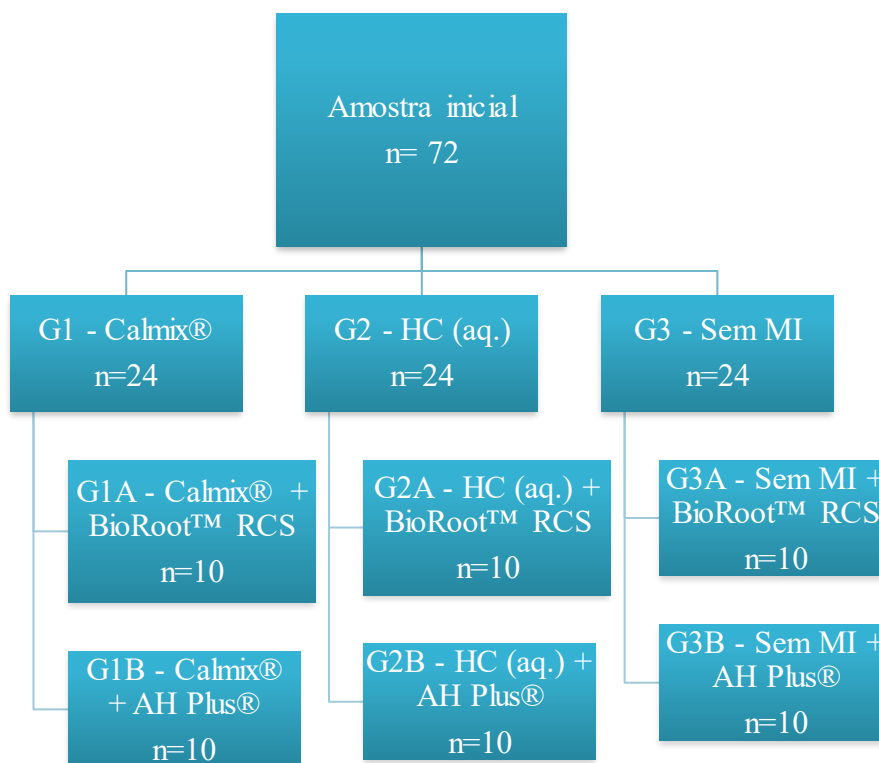 Amostra inicial
n= 72
G1 - Calmix®
n=24
G2 - HC (aq.)
n=24
G3 - Sem MI
n=24
G1A - Calmix® +
BioRoot™ RCS
n=10
G2A - HC (aq.) +
BioRoot™ RCS
n=10
G3A - Sem MI +
BioRoot™ RCS
n=10
G1B - Calmix®
+ AH Plus®
n=10
G2B - HC (aq.) +
AH Plus®
n=10
G3B - Sem MI +
AH Plus®
n=10